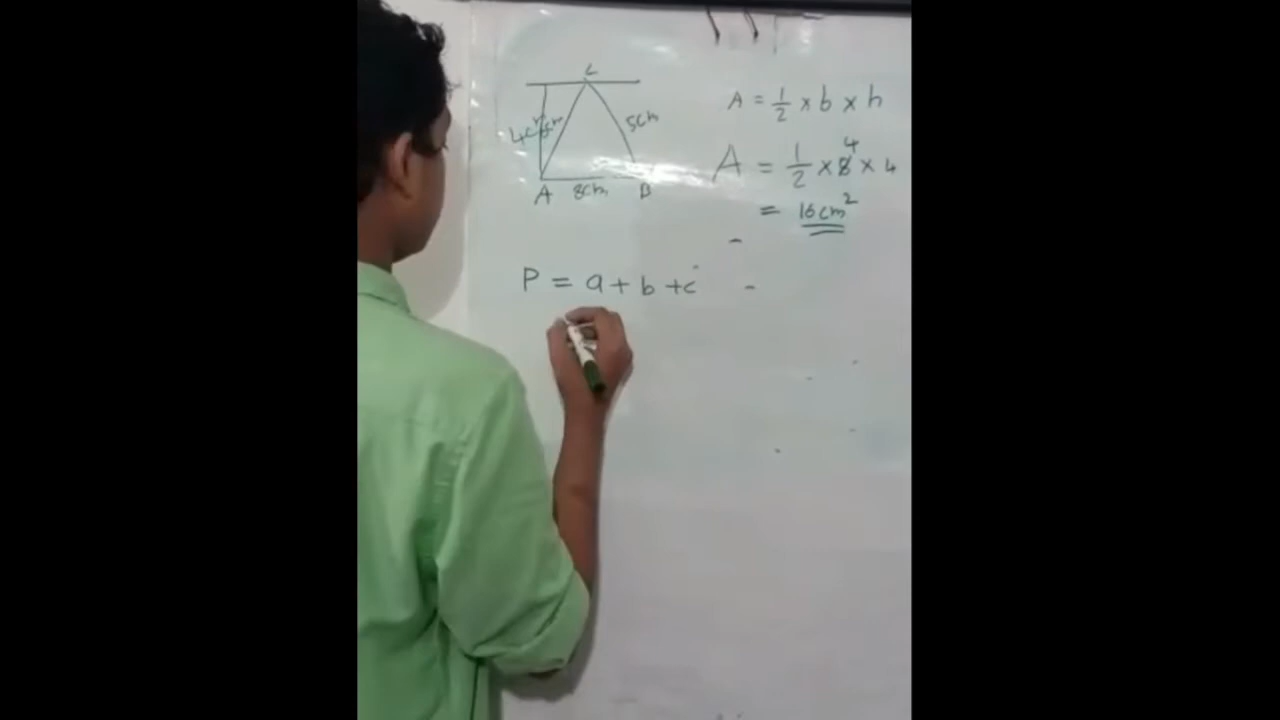 C
4cm
5cm
A
8cm
B
A = 1/2 × b × h
4
A = 1/2 × 8 × 4
= 16cm²
P = a + b + c